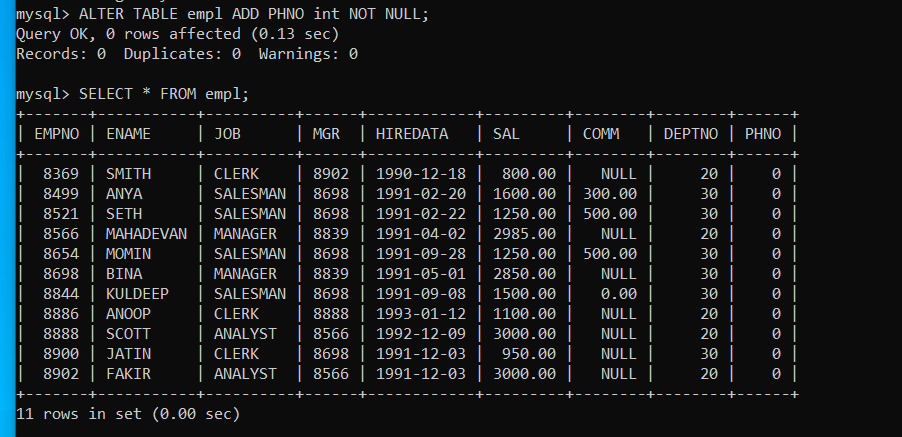 mysql> ALTER TABLE empl ADD PHNO int NOT NULL;
Query OK, 0 rows affected (0.13 sec)
Records: 0  Duplicates: 0  Warnings: 0
mysql> SELECT * FROM empl;
+-------+-----------+----------+------+------------+---------+--------+--------+------+
| EMPNO | ENAME     | JOB      | MGR  | HIREDATA   | SAL     | COMM   | DEPTNO | PHNO |
+-------+-----------+----------+------+------------+---------+--------+--------+------+
|  8369 | SMITH     | CLERK    | 8902 | 1990-12-18 |  800.00 |   NULL |     20 |    0 |
|  8499 | ANYA      | SALESMAN | 8698 | 1991-02-20 | 1600.00 | 300.00 |     30 |    0 |
|  8521 | SETH      | SALESMAN | 8698 | 1991-02-22 | 1250.00 | 500.00 |     30 |    0 |
|  8566 | MAHADEVAN | MANAGER  | 8839 | 1991-04-02 | 2985.00 |   NULL |     20 |    0 |
|  8654 | MOMIN     | SALESMAN | 8698 | 1991-09-28 | 1250.00 | 500.00 |     30 |    0 |
|  8698 | BINA      | MANAGER  | 8839 | 1991-05-01 | 2850.00 |   NULL |     30 |    0 |
|  8844 | KULDEEP   | SALESMAN | 8698 | 1991-09-08 | 1500.00 |   0.00 |     30 |    0 |
|  8886 | ANOOP     | CLERK    | 8888 | 1993-01-12 | 1100.00 |   NULL |     20 |    0 |
|  8888 | SCOTT     | ANALYST  | 8566 | 1992-12-09 | 3000.00 |   NULL |     20 |    0 |
|  8900 | JATIN     | CLERK    | 8698 | 1991-12-03 |  950.00 |   NULL |     30 |    0 |
|  8902 | FAKIR     | ANALYST  | 8566 | 1991-12-03 | 3000.00 |   NULL |     20 |    0 |
+-------+-----------+----------+------+------------+---------+--------+--------+------+
11 rows in set (0.00 sec)